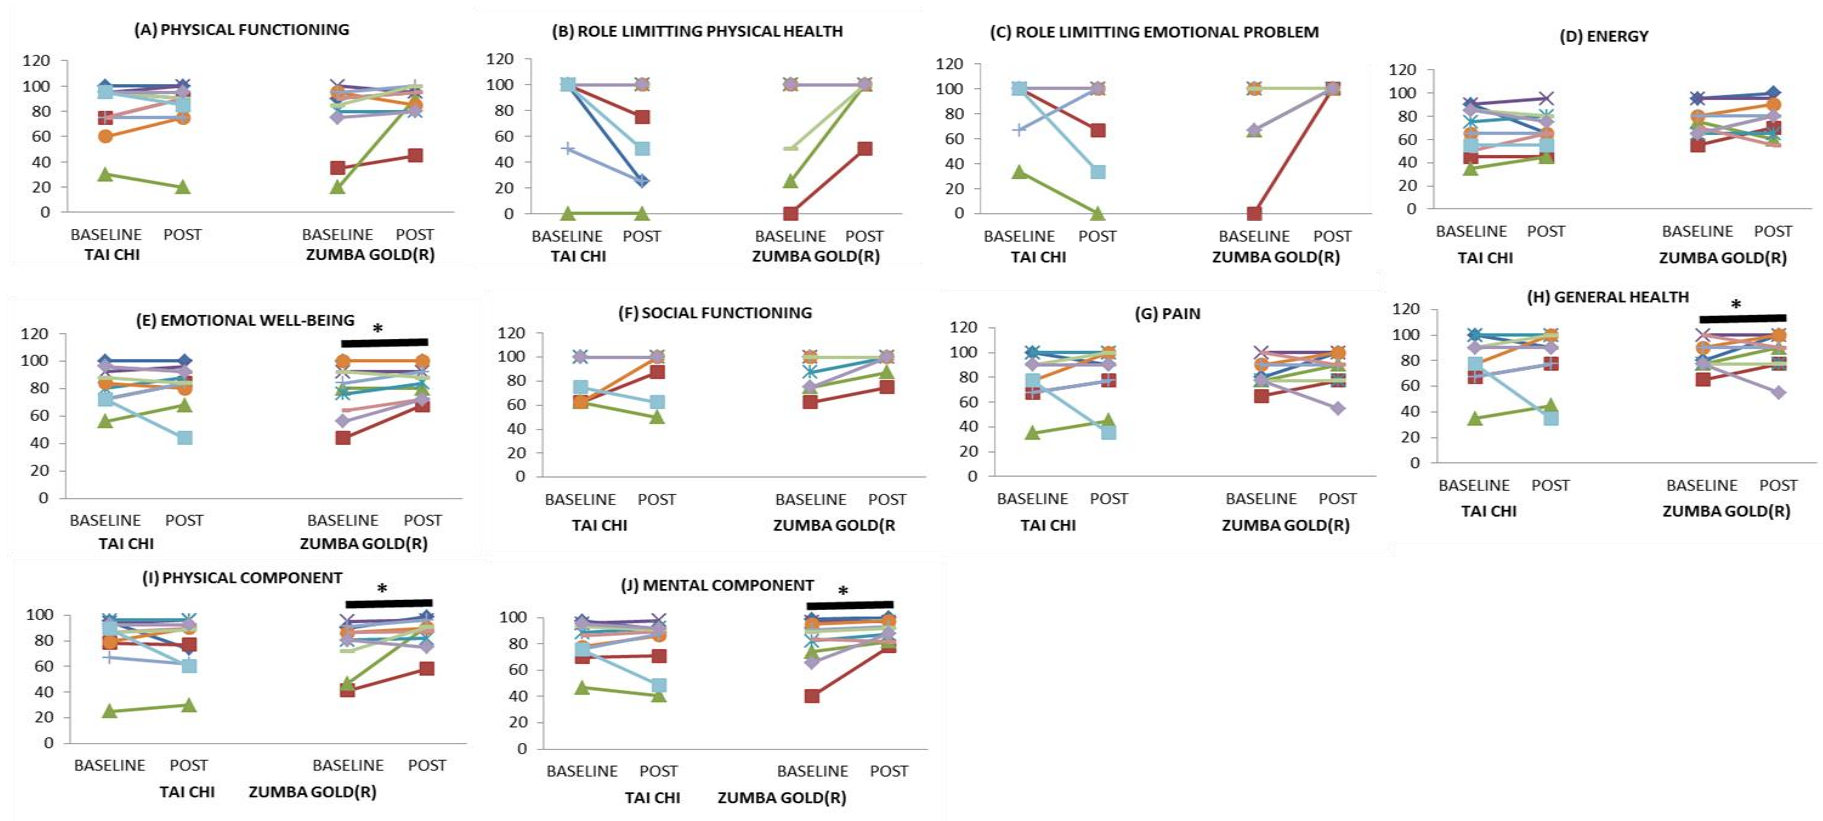 (A) PHYSICAL FUNCTIONING
120
100
80
60
40
20
0
BASELINE POST BASELINE POST
TAI CHI ZUMBA GOLD(R)
(B) ROLE LIMITTING PHYSICAL HEALTH
120
100
80
60
40
20
0
BASELINE POST BASELINE POST
TAI CHI ZUMBA GOLD(R)
(C) ROLE LIMITTING EMOTIONAL PROBLEM
120
100
80
60
40
20
0
BASELINE POST BASELINE POST
TAI CHI ZUMBA GOLD(R)
(D) ENERGY
120
100
80
60
40
20
0
BASELINE POST BASELINE POST
TAI CHI ZUMBA GOLD(R)
(E) EMOTIONAL WELL-BEING
*
120
100
80
60
40
20
0
BASELINE POST BASELINE POST
TAI CHI ZUMBA GOLD(R)
(F) SOCIAL FUNCTIONING
120
100
80
60
40
20
0
BASELINE POST BASELINE POST
TAI CHI ZUMBA GOLD(R
(G) PAIN
120
100
80
60
40
20
0
BASELINE POST BASELINE POST
TAI CHI ZUMBA GOLD(R)
(H) GENERAL HEALTH
*
120
100
80
60
40
20
0
BASELINE POST BASELINE POST
TAI CHI ZUMBA GOLD(R)
(I) PHYSICAL COMPONENT
*
100
80
60
40
20
0
BASELINE POST BASELINE POST
TAI CHI ZUMBA GOLD(R)
(J) MENTAL COMPONENT
*
100
80
60
40
20
0
BASELINE POST BASELINE POST
TAI CHI ZUMBA GOLD(R)